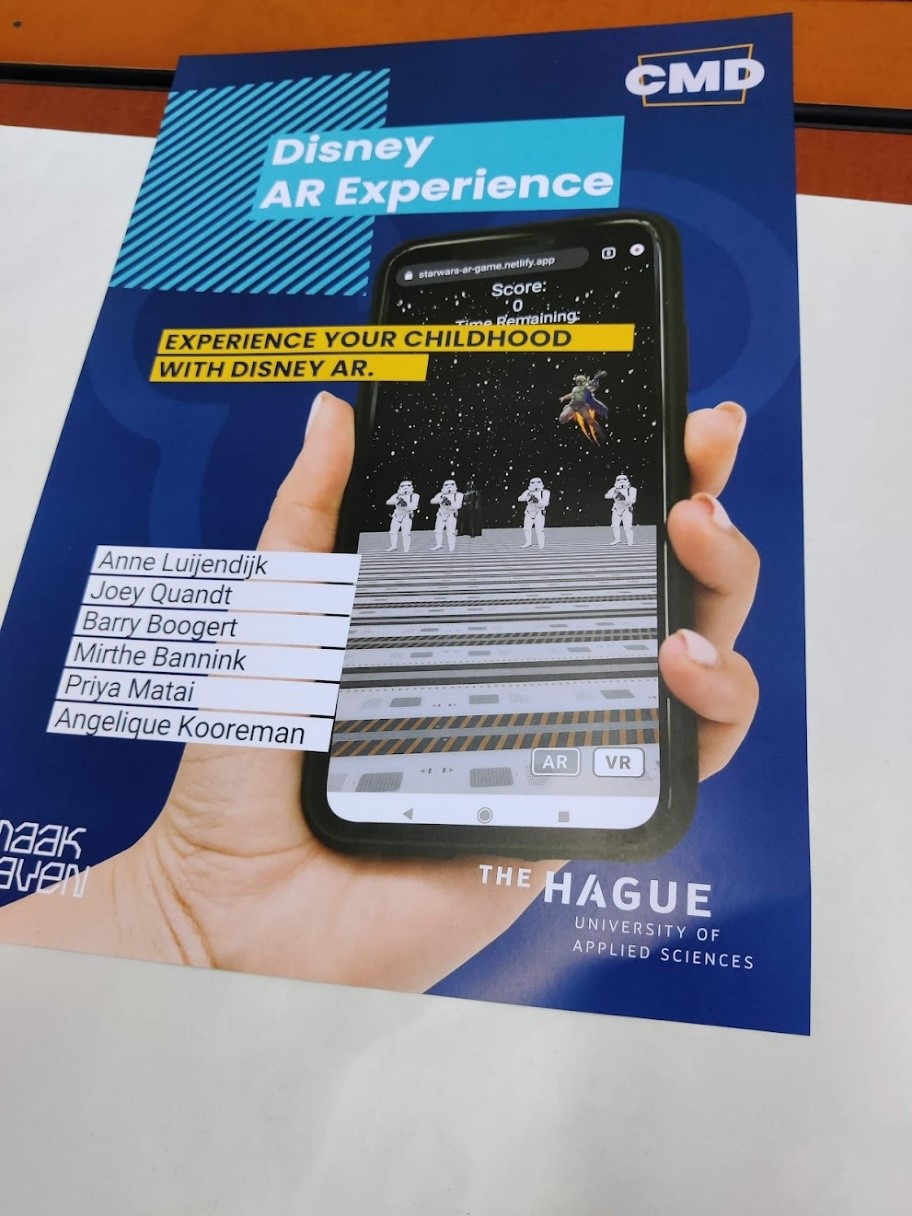 CMD
Disney
AR Experience
starwars-ar-game.netlify.app
Score:
0
Time Remaining:
EXPERIENCE YOUR CHILDHOOD
WITH DISNEY AR.
Anne Luijendijk
Joey Quandt
Barry Boogert
Mirthe Bannink
Priya Matai
Angelique Kooreman
AR VR
THE HAGUE
UNIVERSITY OF
APPLIED SCIENCES